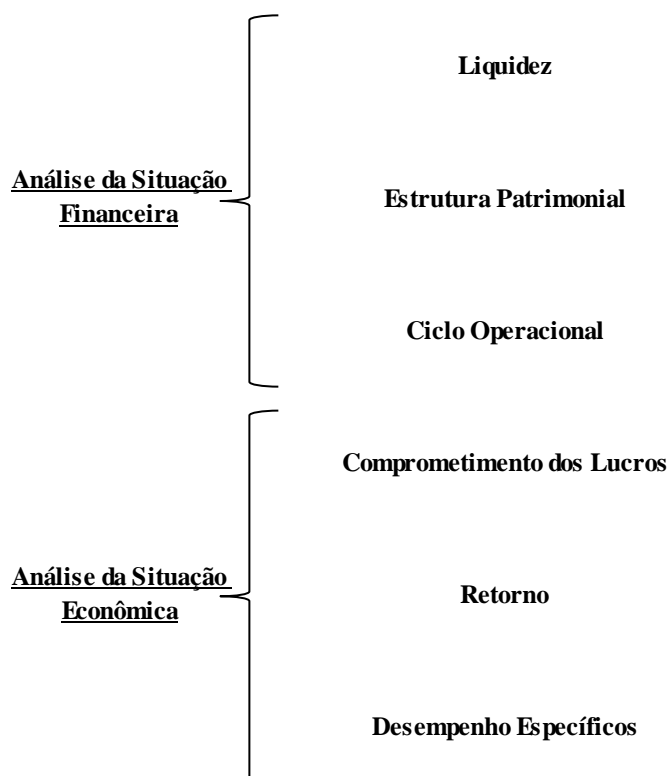 Liquidez
Análise da Situação
Financeira
Estrutura Patrimonial
Ciclo Operacional
Comprometimento dos Lucros
Análise da Situação
Econômica
Retorno
Desempenho Específicos